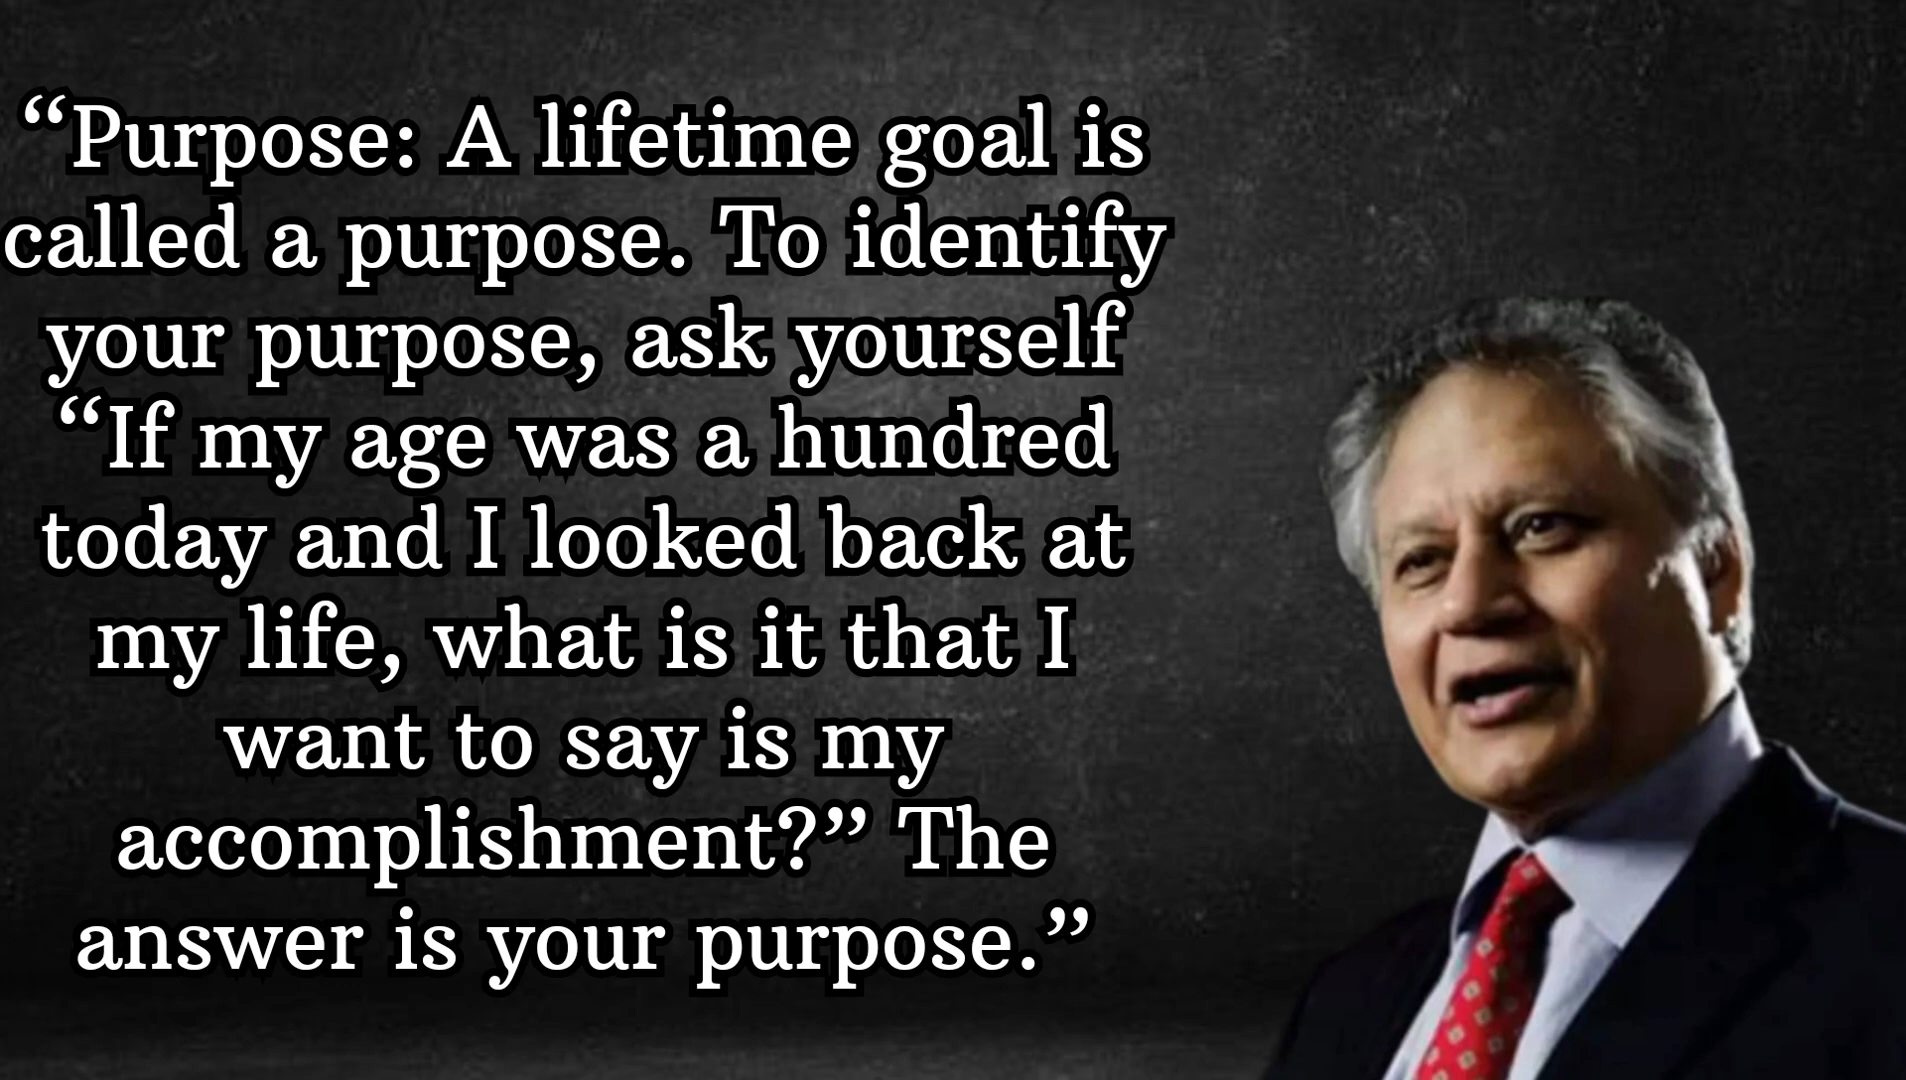 “Purpose: A lifetime goal is
called a purpose. To identify
your purpose, ask yourself
“If my age was a hundred
today and I looked back at
my life, what is it that I
want to say is my
accomplishment?” The
answer is your purpose.”